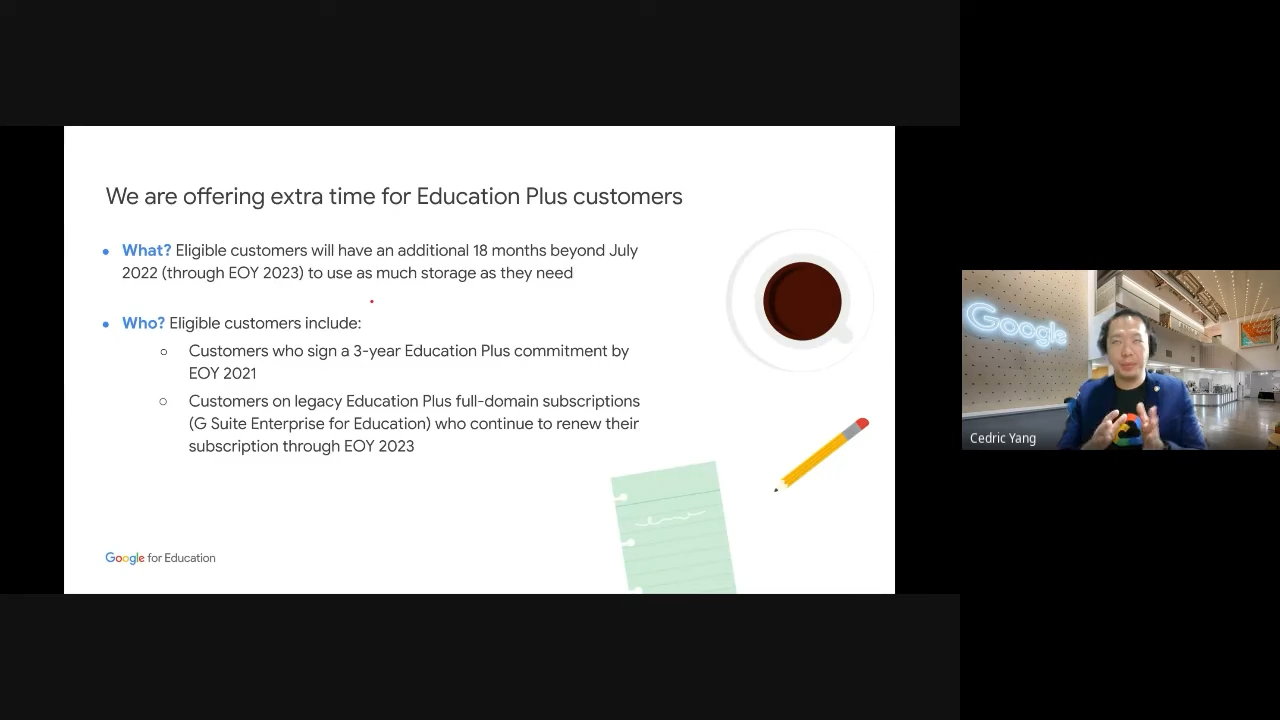 We are offering extra time for Education Plus customers
What? Eligible customers will have an additional 18 months beyond July
2022 (through EOY 2023) to use as much storage as they need
Who? Eligible customers include:
Customers who sign a 3-year Education Plus commitment by
EOY 2021
Customers on legacy Education Plus full-domain subscriptions
(G Suite Enterprise for Education) who continue to renew their
subscription through EOY 2023
Google for Education
Google
Cedric Yang